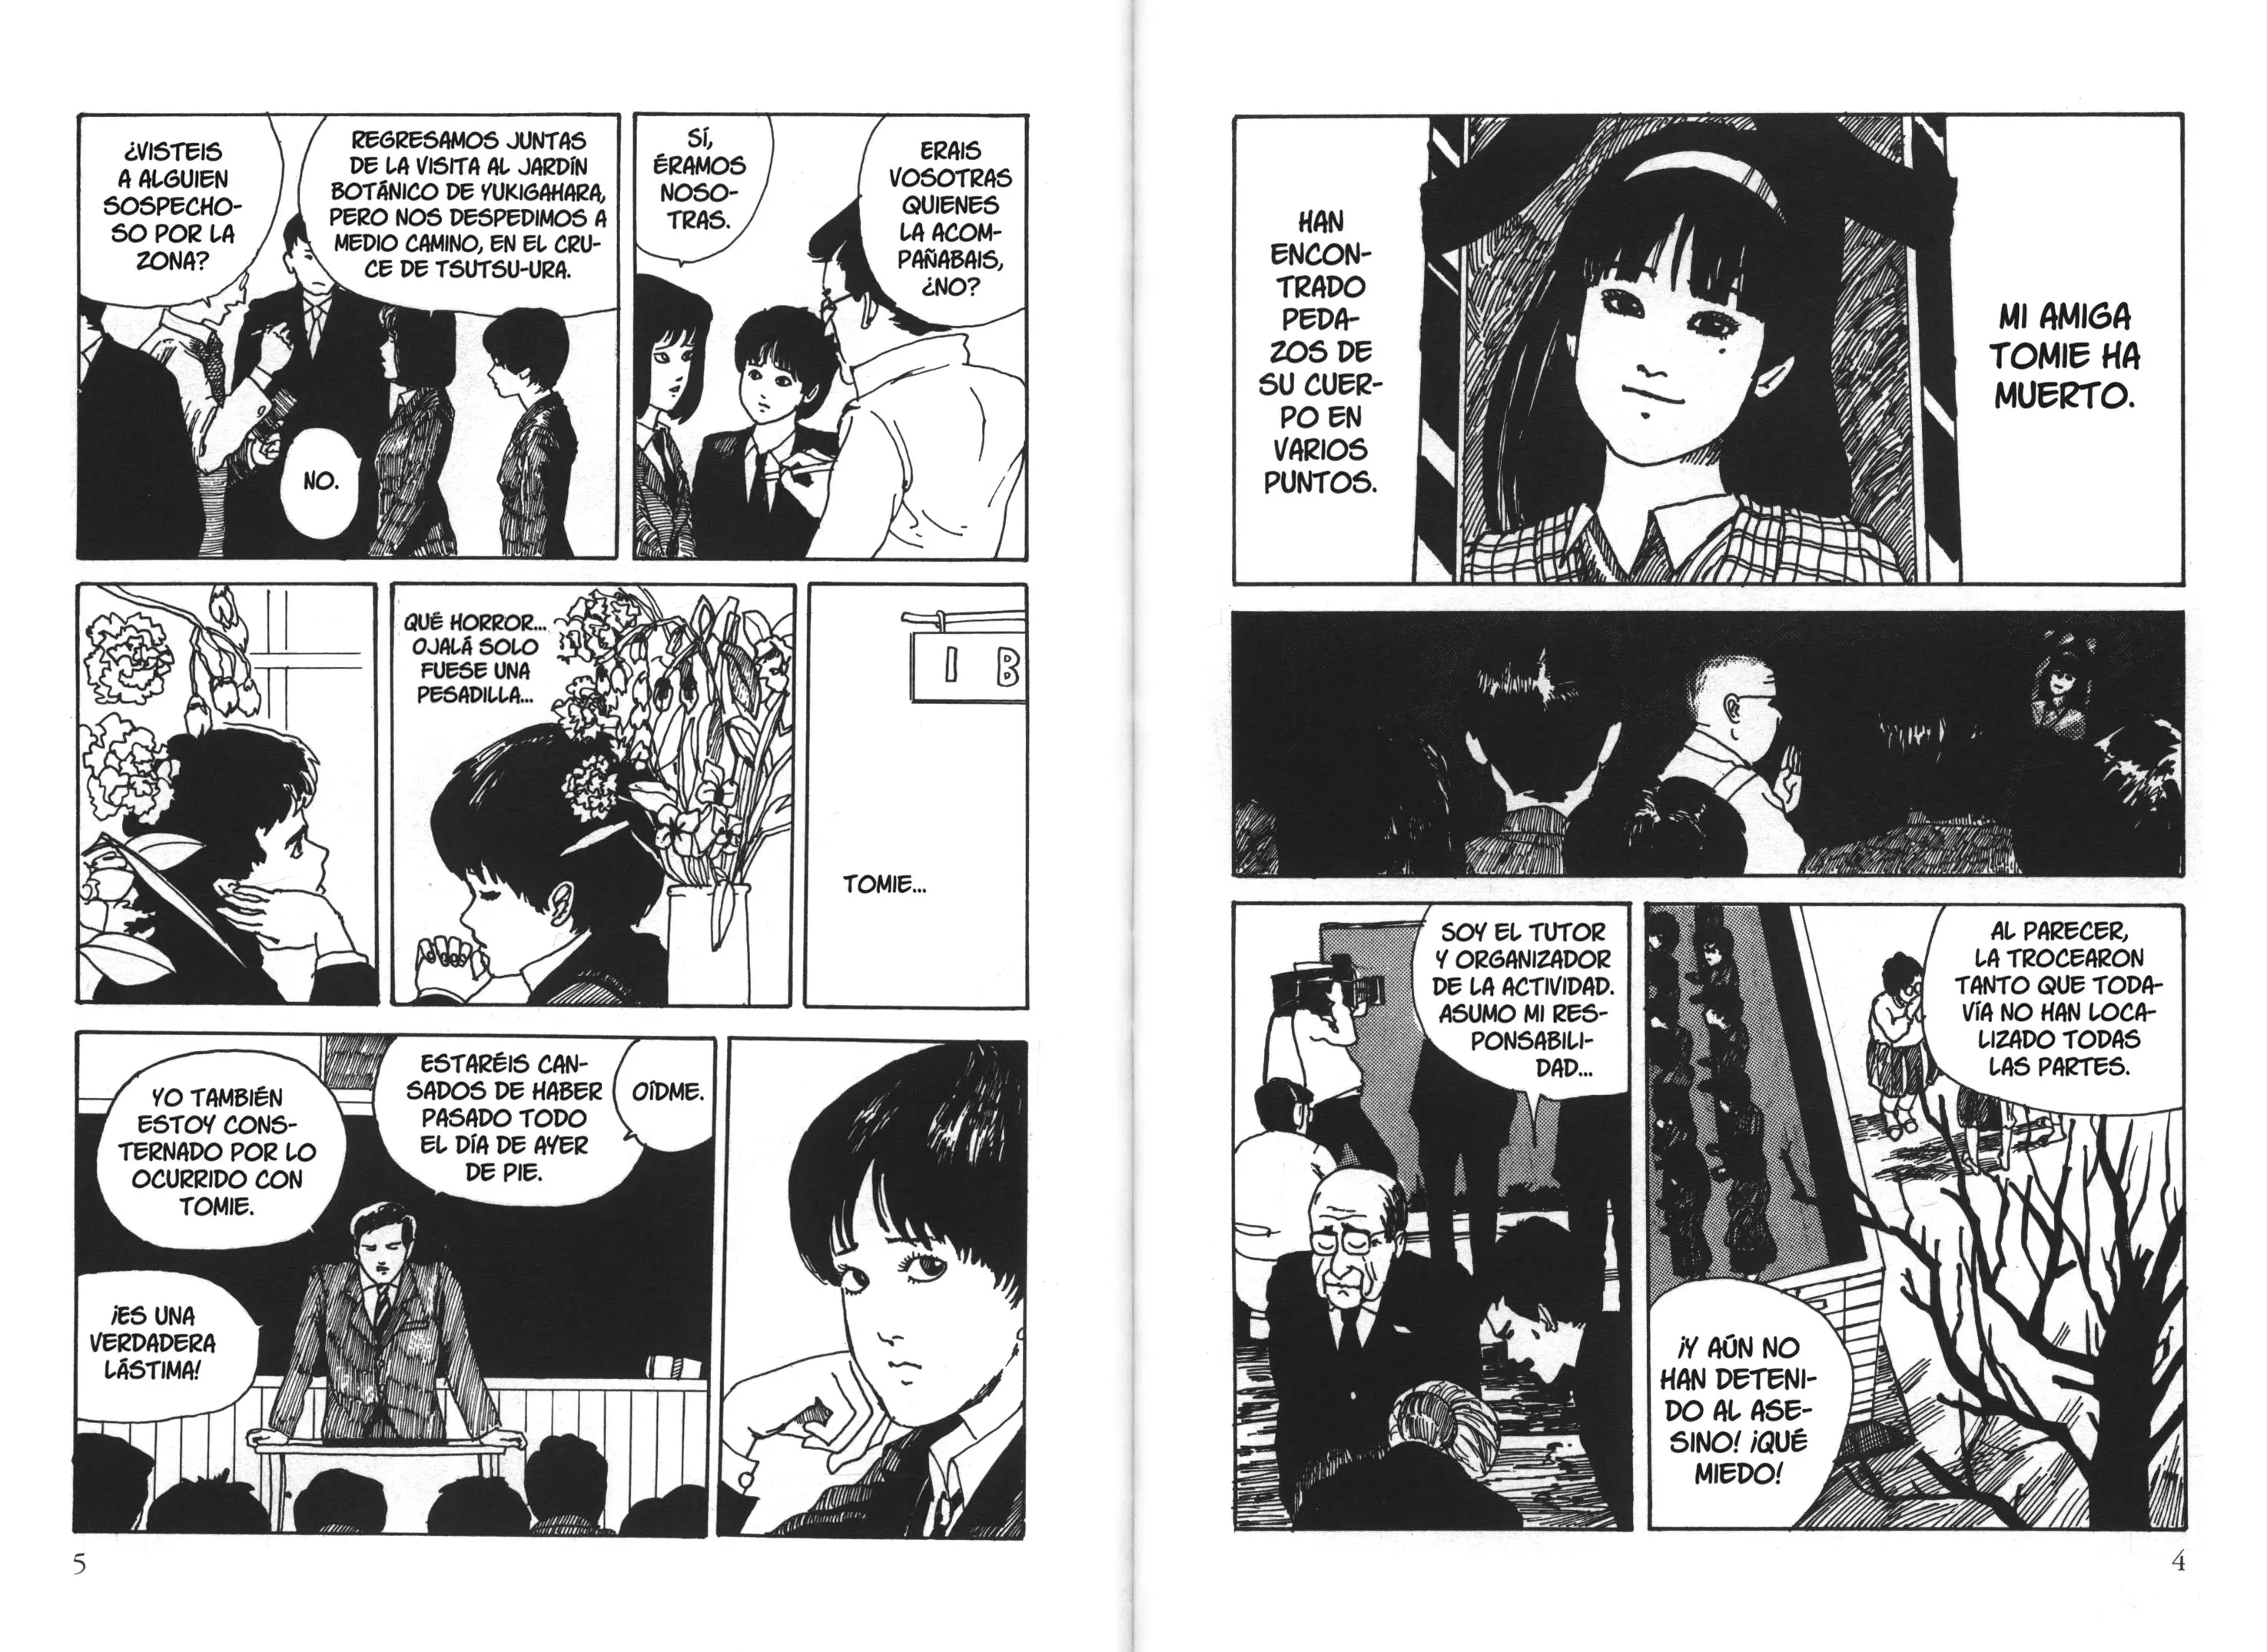 MI AMIGA
TOMIE HA
MUERTO.
HAN
ENCON-
TRADO
PEDA-
ZOS DE
SU CUER-
PO EN
VARIOS
PUNTOS.
AL PARECER,
LA TROCEARON
TANTO QUE TODA-
VÍA NO HAN LOCA-
LIZADO TODAS
LAS PARTES.
¡Y AÚN NO
HAN DETENI-
DO AL ASE-
SINO! ¡QUÉ
MIEDO!
SOY EL TUTOR
Y ORGANIZADOR
DE LA ACTIVIDAD.
ASUMO MI RES-
PONSABILI-
DAD...
4
ERAIS
VOSOTRAS
QUIENES
LA ACOM-
PAÑABAIS,
¿NO?
SÍ,
ÉRAMOS
NOSO-
TRAS.
REGRESAMOS JUNTAS
DE LA VISITA AL JARDÍN
BOTÁNICO DE YUKIGAHARA,
PERO NOS DESPEDIMOS A
MEDIO CAMINO, EN EL CRU-
CE DE TSUTSU-URA.
¿VISTEIS
A ALGUIEN
SOSPECHO-
SO POR LA
ZONA?
NO.
1 B
TOMIE...
QUÉ HORROR...
OJALÁ SOLO
FUESE UNA
PESADILLA...
OÍDME.
ESTARÉIS CAN-
SADOS DE HABER
PASADO TODO
EL DÍA DE AYER
DE PIE.
YO TAMBIÉN
ESTOY CONS-
TERNADO POR LO
OCURRIDO CON
TOMIE.
¡ES UNA
VERDADERA
LÁSTIMA!
5